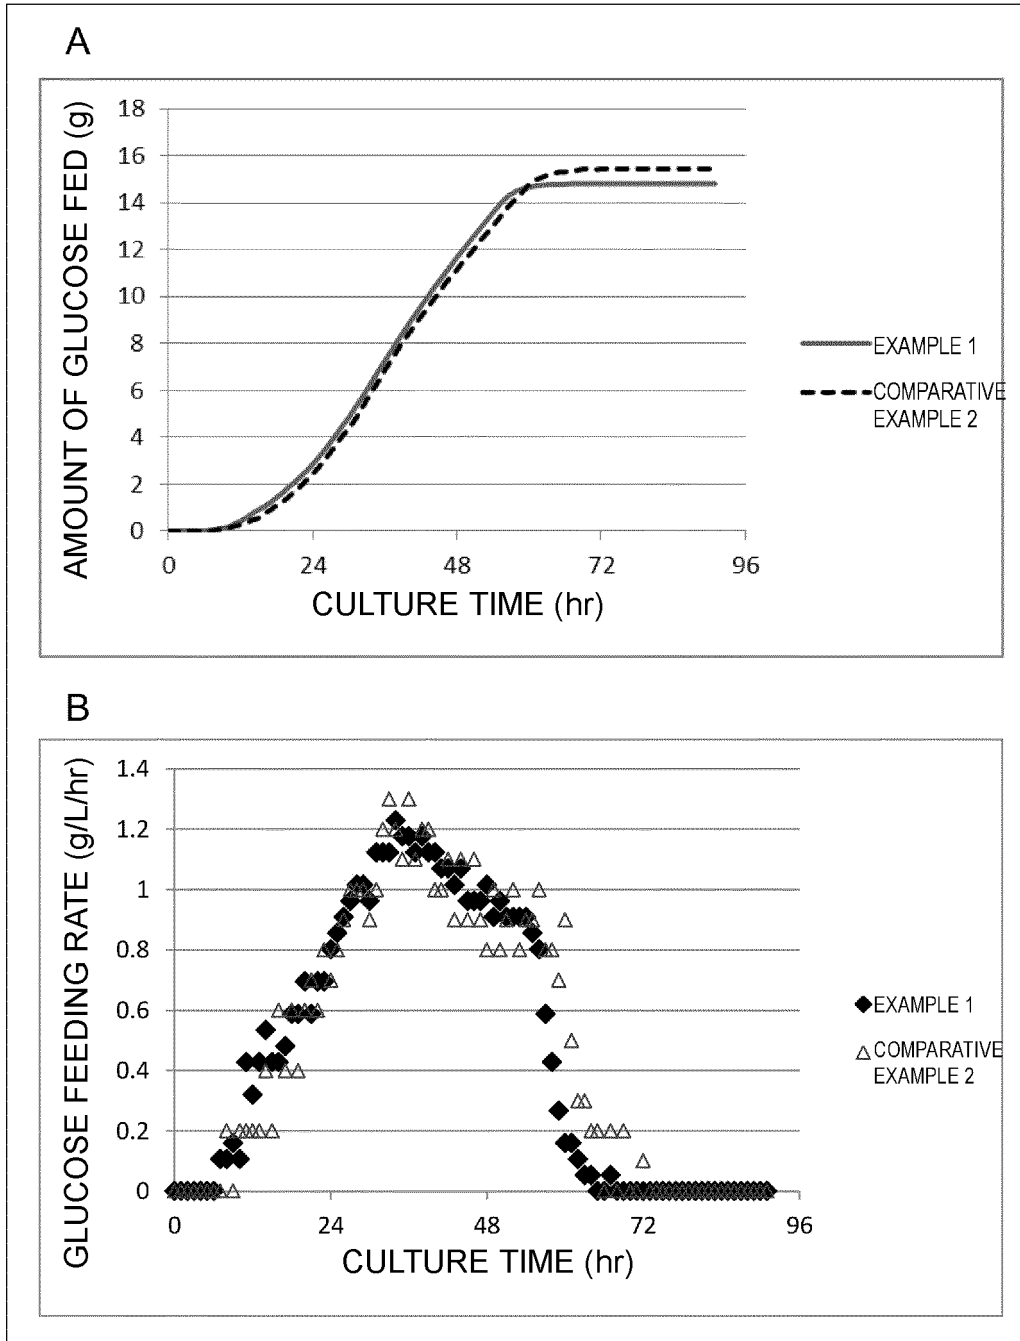 A
AMOUNT OF GLUCOSE FED (g)
18
16
14
12
10
8
6
4
2
0
0 24 48 72 96
CULTURE TIME (hr)
EXAMPLE 1
COMPARATIVE
EXAMPLE 2
B
GLUCOSE FEEDING RATE (g/L/hr)
1.4
1.2
1
0.8
0.6
0.4
0.2
0
0 24 48 72 96
CULTURE TIME (hr)
EXAMPLE 1
COMPARATIVE
EXAMPLE 2